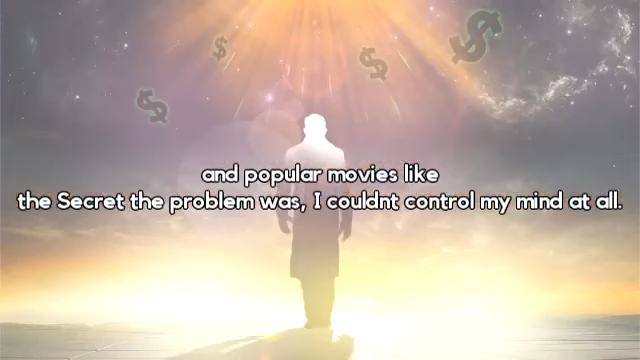 and popular movies like
the Secret the problem was, I couldnt control my mind at all.